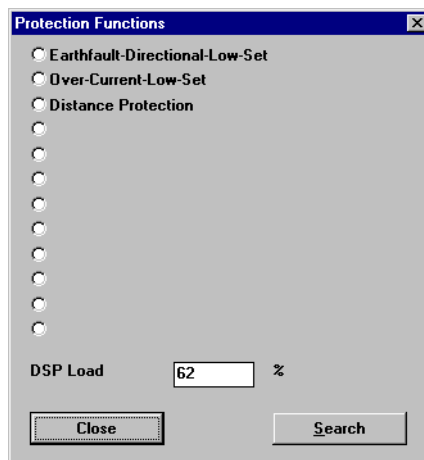 Protection Functions
Earthfault-Directional-Low-Set
Over-Current-Low-Set
Distance Protection
DSP Load 62 %
Close Search